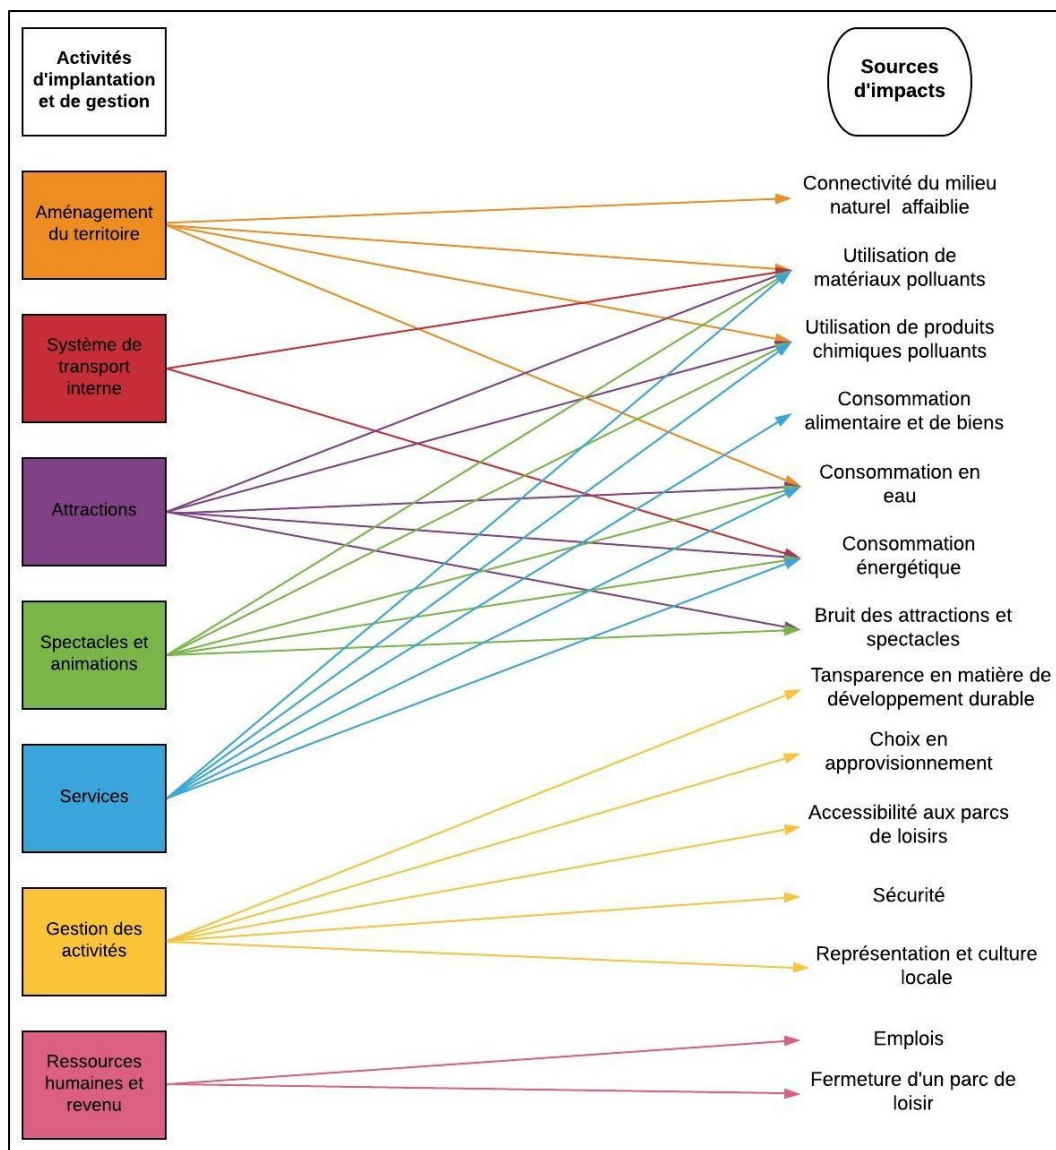 Activités
d'implantation
et de gestion
Sources
d'impacts
Aménagement
du territoire
Système de
transport
interne
Attractions
Spectacles et
animations
Services
Gestion des
activités
Ressources
humaines et
revenu
Connectivité du milieu
naturel affaiblie
Utilisation de
matériaux polluants
Utilisation de produits
chimiques polluants
Consommation
alimentaire et de biens
Consommation en
eau
Consommation
énergétique
Bruit des attractions et
spectacles
Tansparence en matière de
développement durable
Choix en
approvisionnement
Accessibilité aux parcs
de loisirs
Sécurité
Représentation et culture
locale
Emplois
Fermeture d'un parc de
loisir